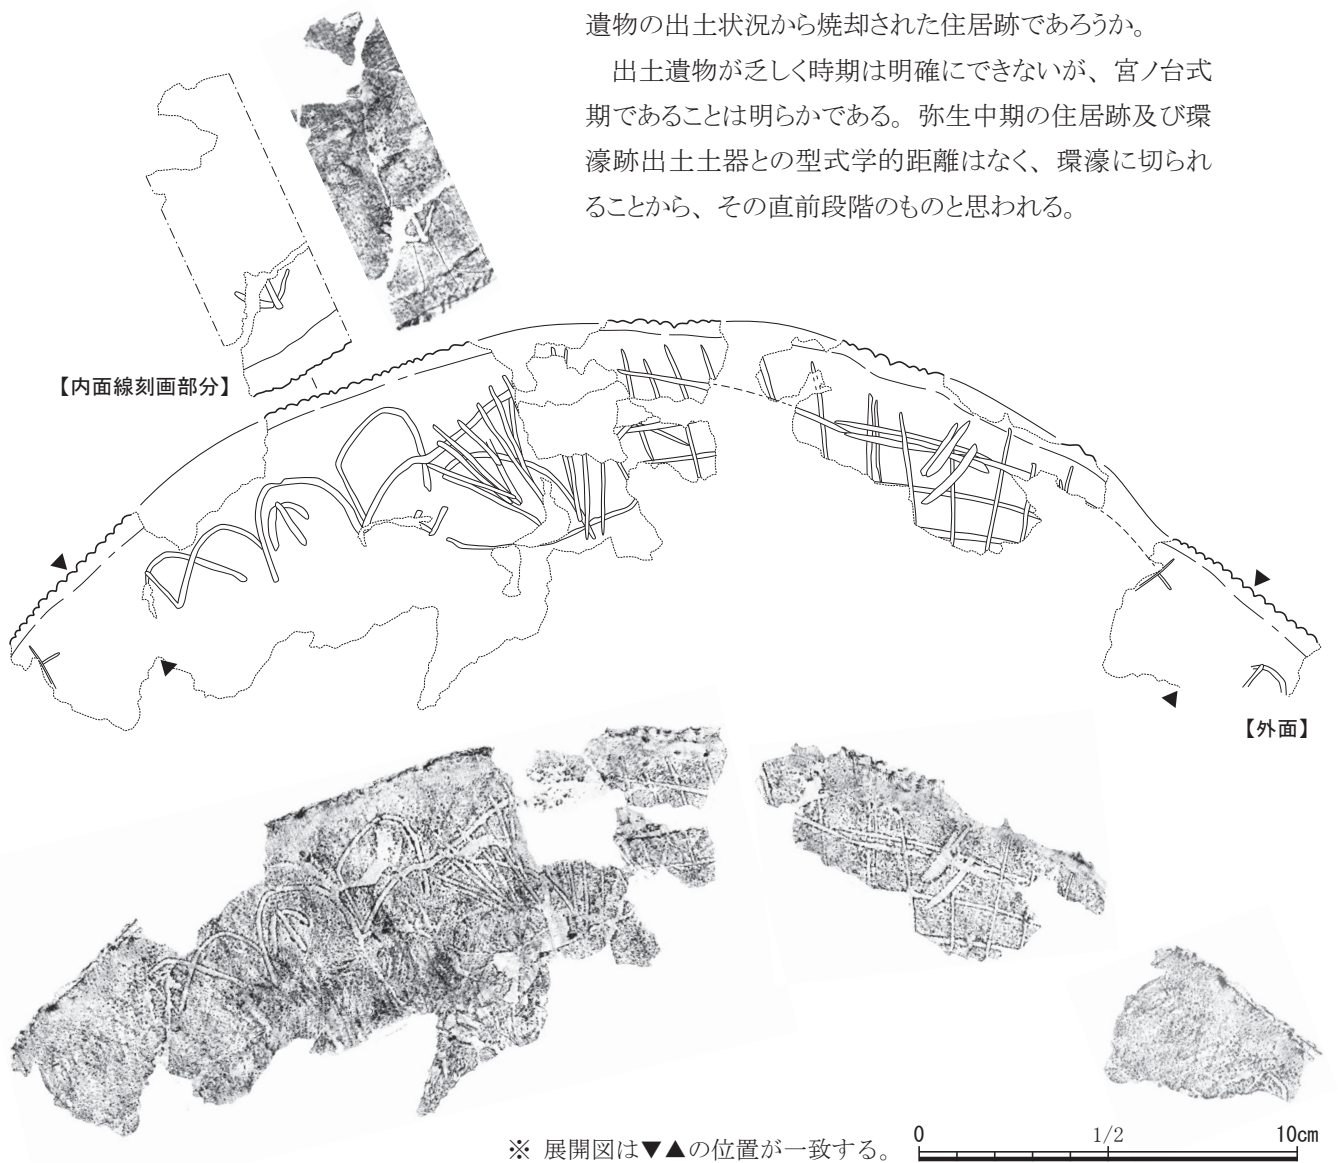 遺物の出土状況から焼却された住居跡であろうか。
　出土遺物が乏しく時期は明確にできないが、宮ノ台式
期であることは明らかである。弥生中期の住居跡及び環
濠跡出土土器との型式学的距離はなく、環濠に切られ
ることから、その直前段階のものと思われる。
【内面線刻画部分】
【外面】
※ 展開図は▼▲の位置が一致する。
0 1/2 10cm